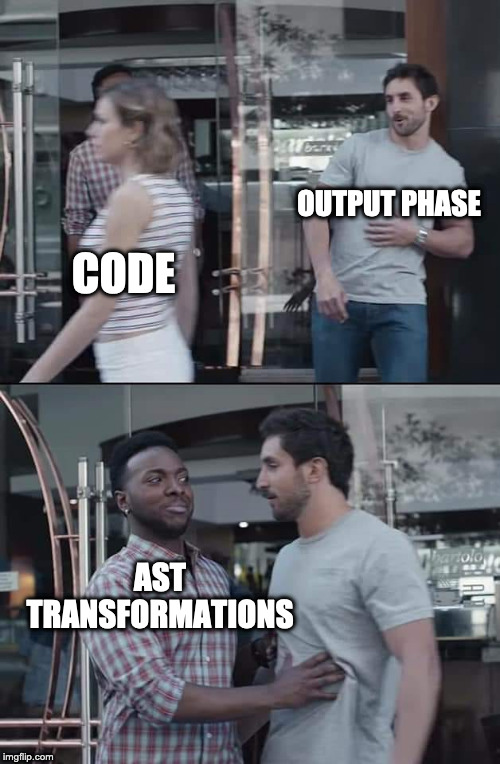 OUTPUT PHASE
CODE
AST
TRANSFORMATIONS
imgflip.com